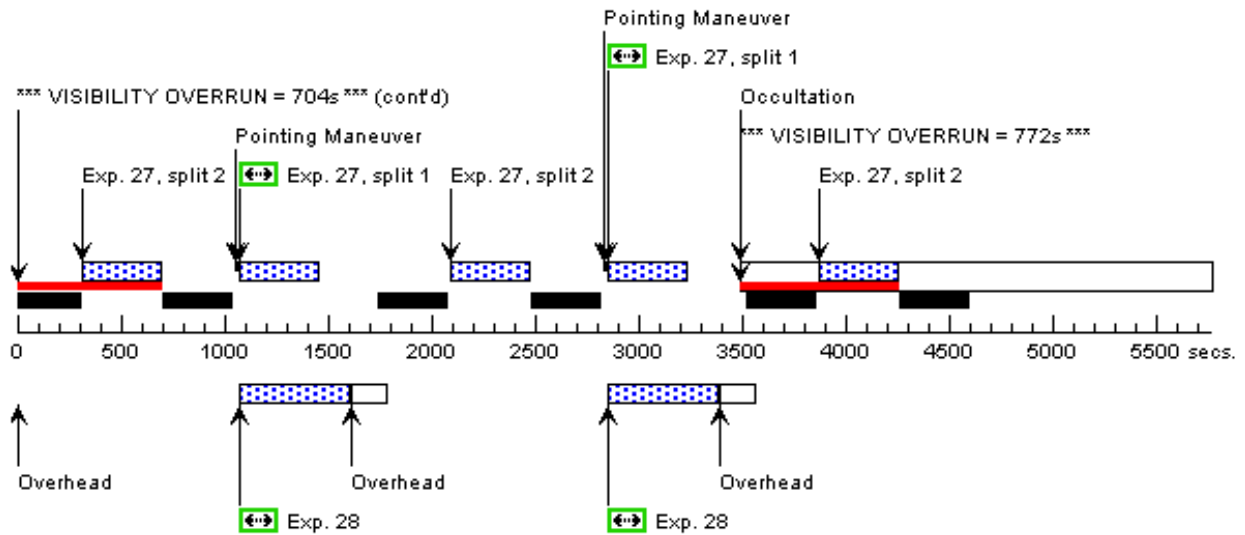 Pointing Maneuver
Exp. 27, split 1
*** VISIBILITY OVERRUN = 704s *** (cont'd)
Occultation
Pointing Maneuver
*** VISIBILITY OVERRUN = 772s ***
Exp. 27, split 2
Exp. 27, split 1
Exp. 27, split 2
Exp. 27, split 2
0 500 1000 1500 2000 2500 3000 3500 4000 4500 5000 5500 secs.
Overhead
Overhead
Overhead
Exp. 28
Exp. 28